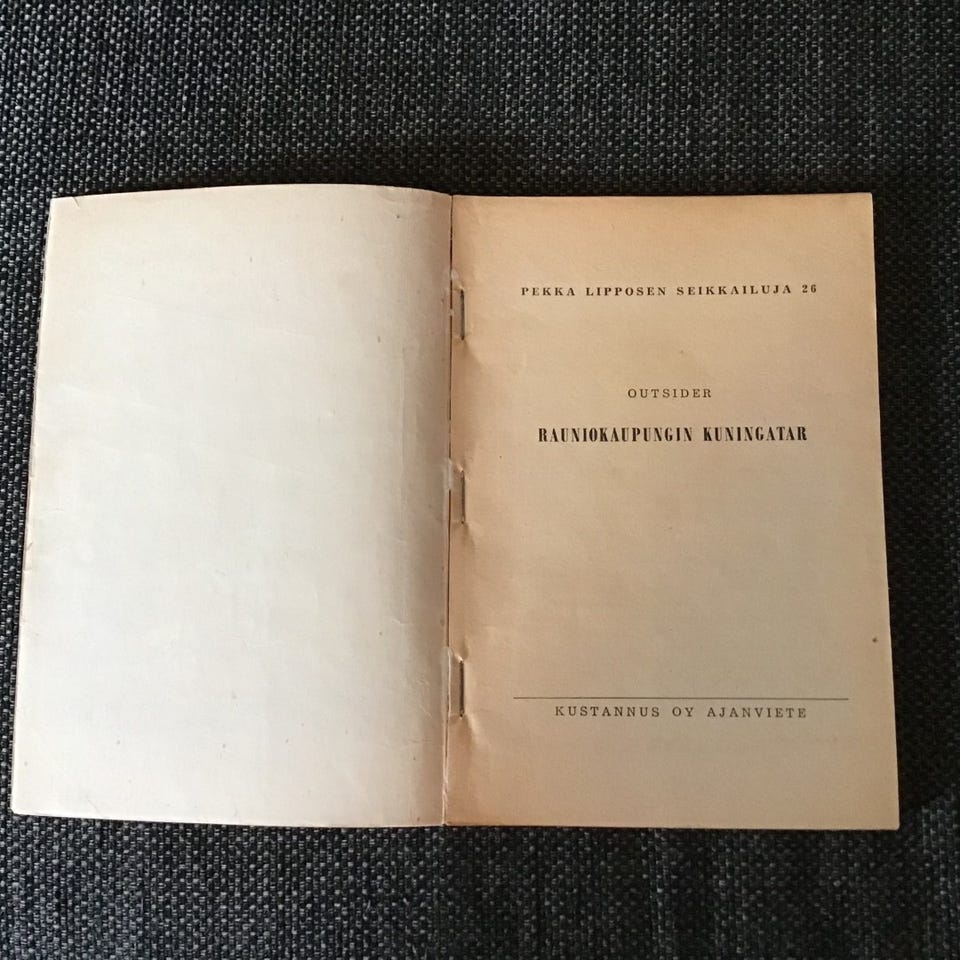 PEKKA LIPPOSEN SEIKKAILUJA 26
OUTSIDER
RAUNIOKAUPUNGIN KUNINGATAR
KUSTANNUS OY AJANVIETE